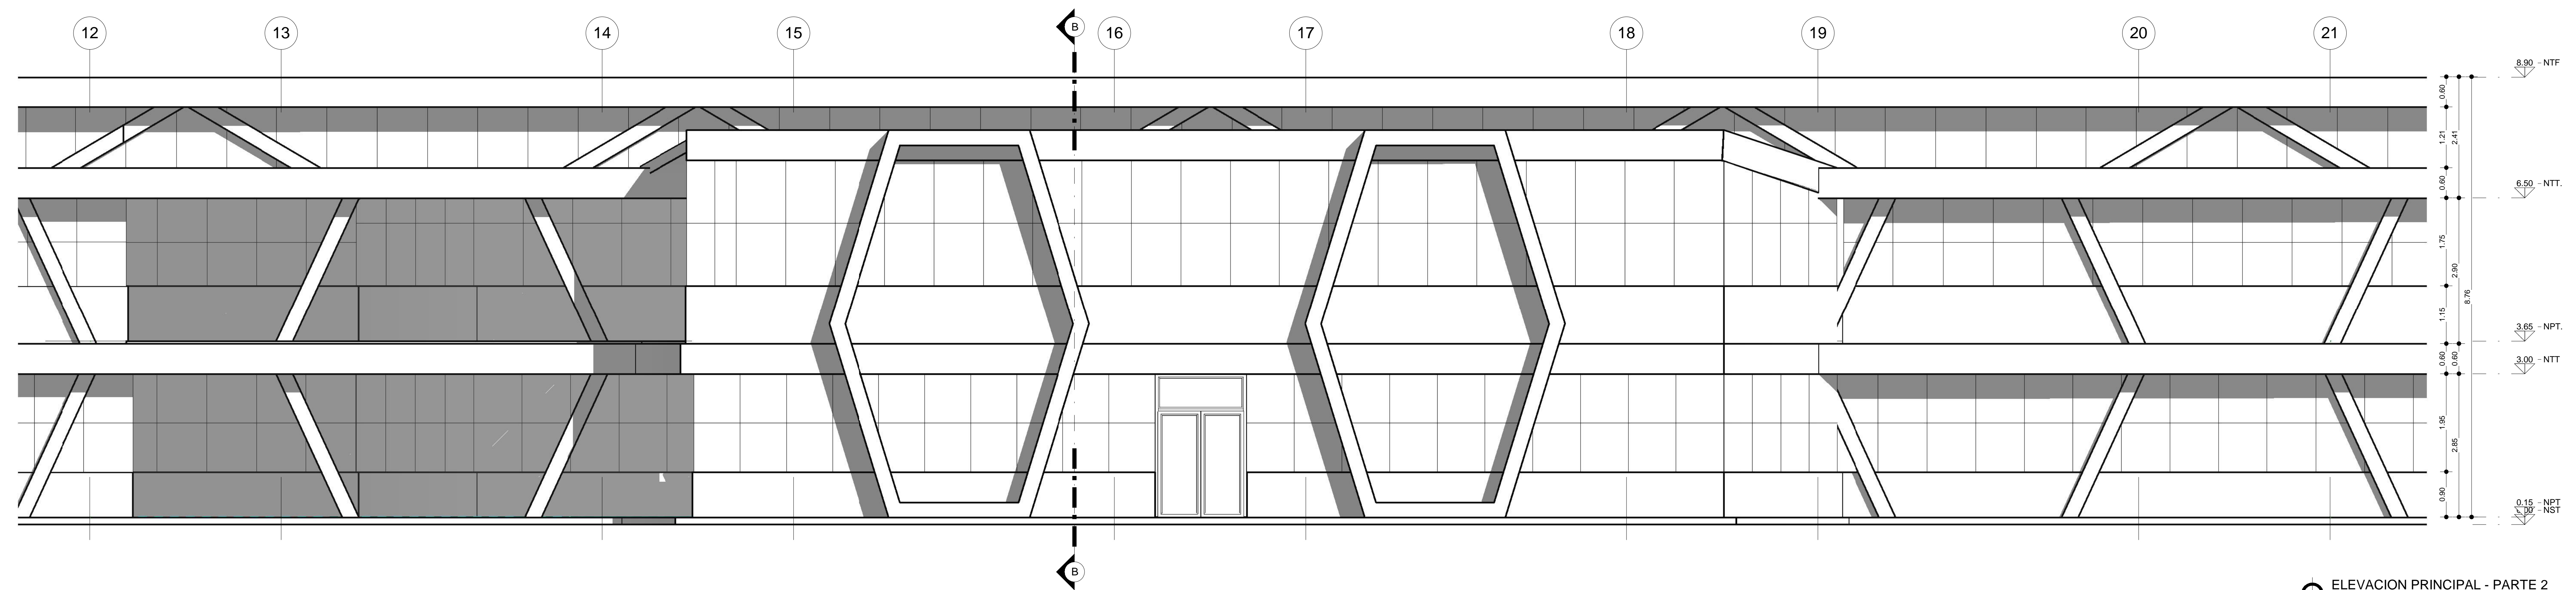 12 13 14 15 B 16 17 18 19 20 21
8.90 NTF
0.60
1.21 2.41
0.60
6.50 NTT.
1.75 2.90
8.76
1.15
3.65 NPT.
0.60 0.60
3.00 NTT
1.95 2.85
0.90
0.15 NPT
NST
B
ELEVACION PRINCIPAL - PARTE 2